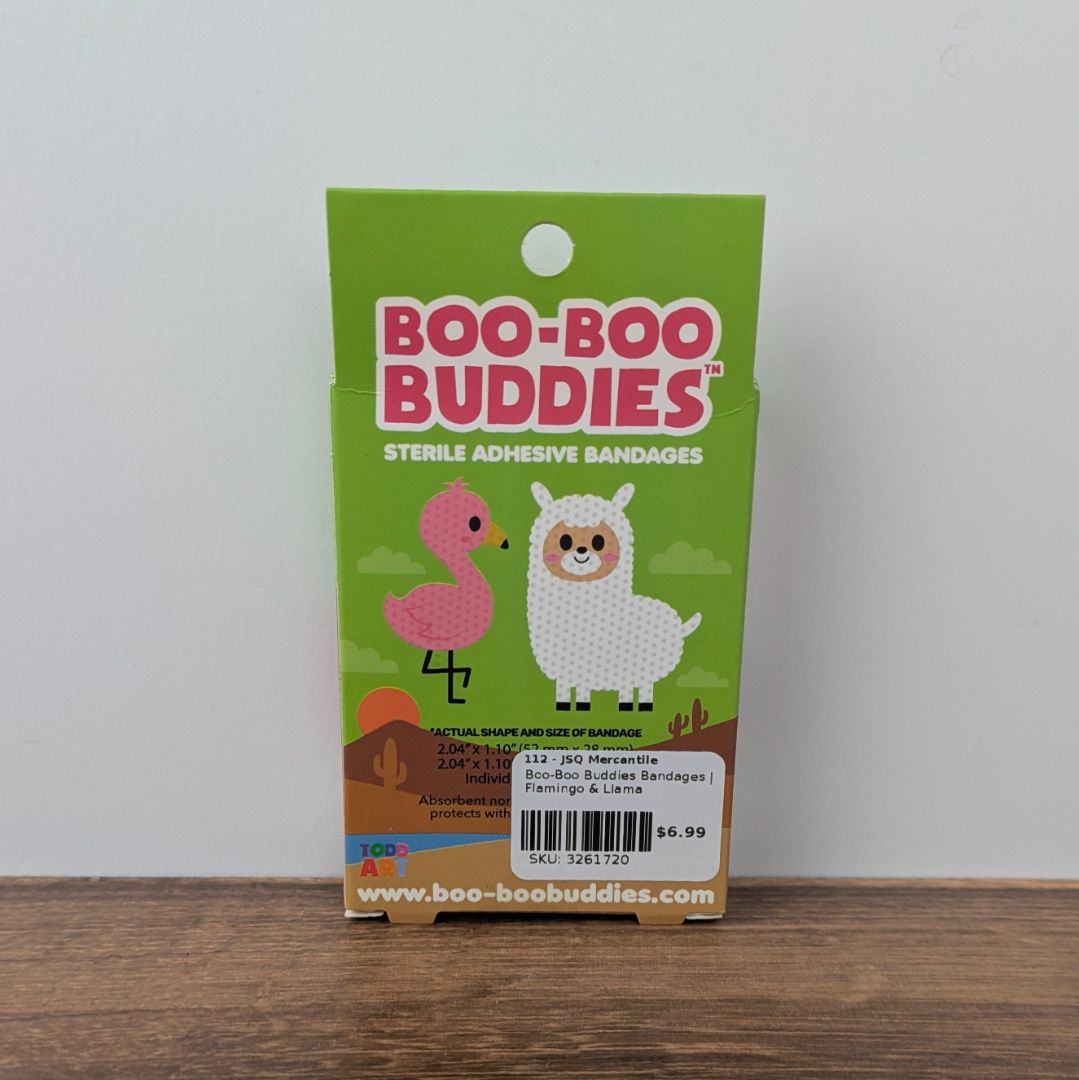 BOO-BOO
BUDDIES™
STERILE ADHESIVE BANDAGES
*ACTUAL SHAPE AND SIZE OF BANDAGE
2.04" x 1.10" (52 mm x 28 mm)
2.04" x 1.10"
Absorbent
protects with
112 - JSQ Mercantile
Boo-Boo Buddies Bandages |
Flamingo & Llama
$6.99
SKU: 3261720
TODD
ART
www.boo-boobuddies.com